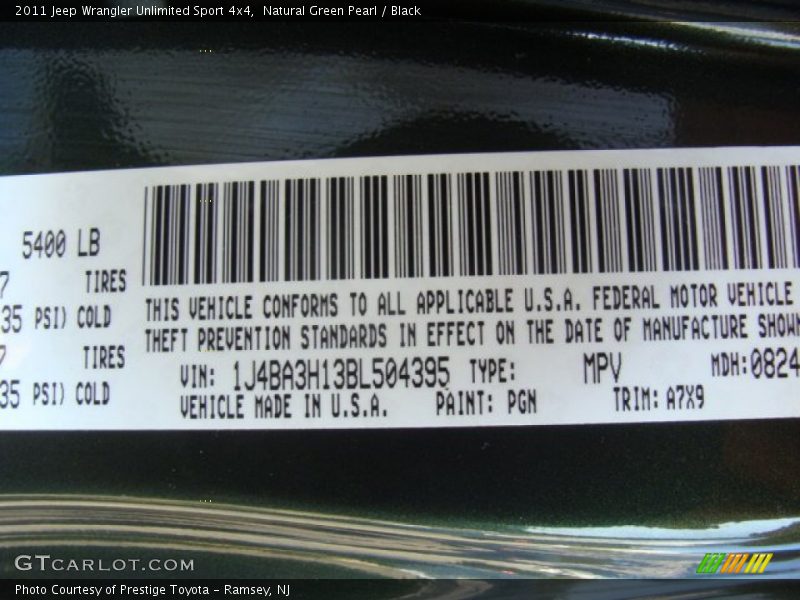 2011 Jeep Wrangler Unlimited Sport 4x4,  Natural Green Pearl / Black
5400 LB
7 TIRES
35 PSI) COLD
7 TIRES
35 PSI) COLD
THIS VEHICLE CONFORMS TO ALL APPLICABLE U.S.A. FEDERAL MOTOR VEHICLE
THEFT PREVENTION STANDARDS IN EFFECT ON THE DATE OF MANUFACTURE SHOWN
VIN: 1J4BA3H13BL504395 TYPE: MPV MDH:0824
VEHICLE MADE IN U.S.A. PAINT: PGN TRIM: A7X9
GTCARLOT.COM
Photo Courtesy of Prestige Toyota - Ramsey, NJ